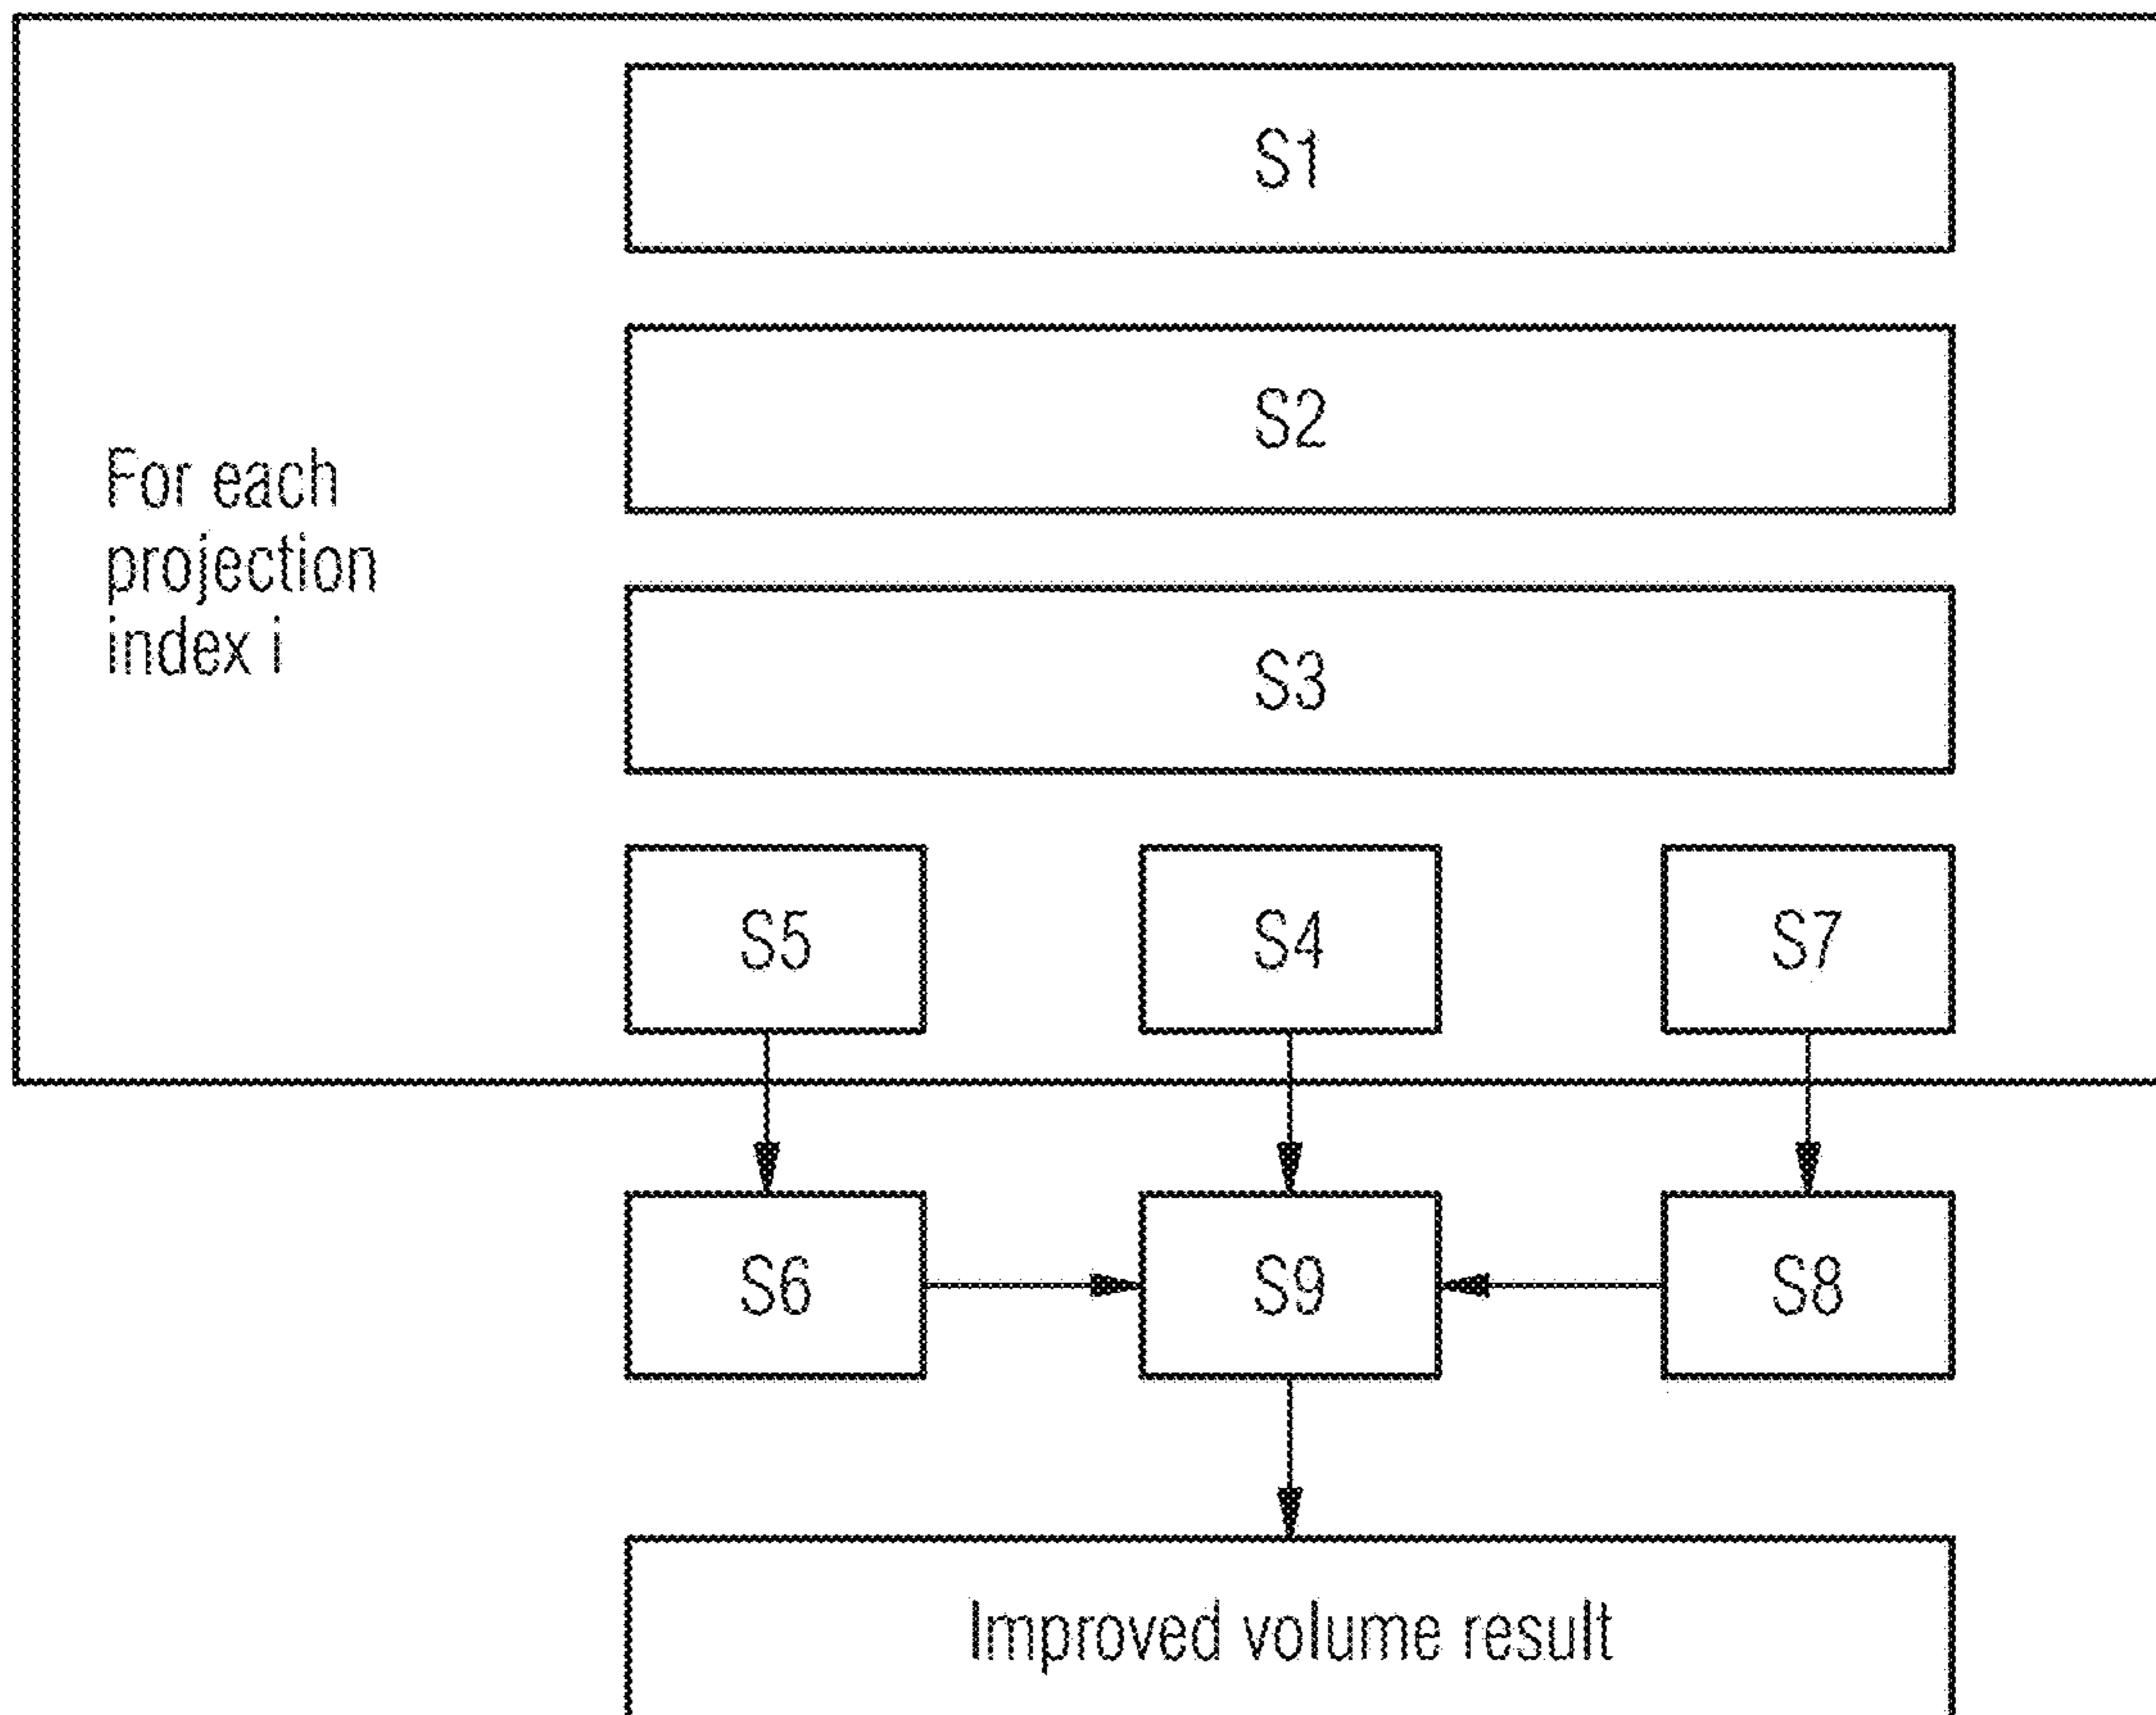 S1
S2
For each
projection
index i
S3
S5
S4
S7
S6
S9
S8
Improved volume result